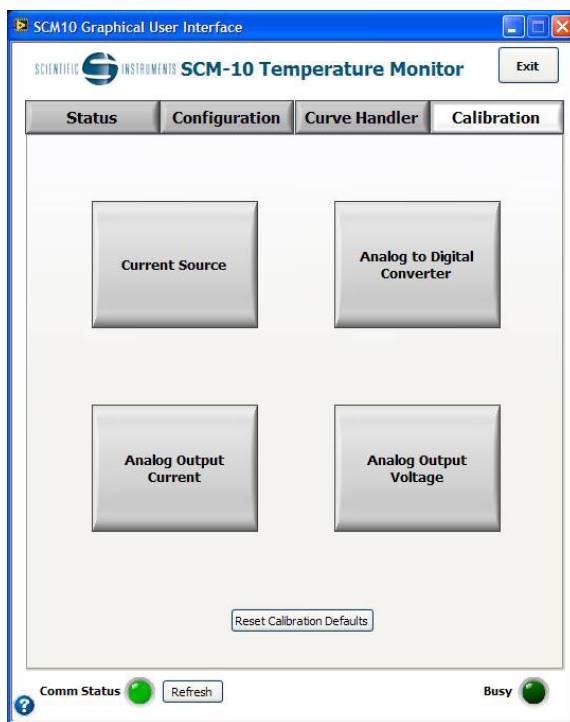 SCM10 Graphical User Interface
SCIENTIFIC INSTRUMENTS SCM-10 Temperature Monitor
Exit
Status Configuration Curve Handler Calibration
Current Source
Analog to Digital
Converter
Analog Output
Current
Analog Output
Voltage
Reset Calibration Defaults
Comm Status Refresh Busy
?